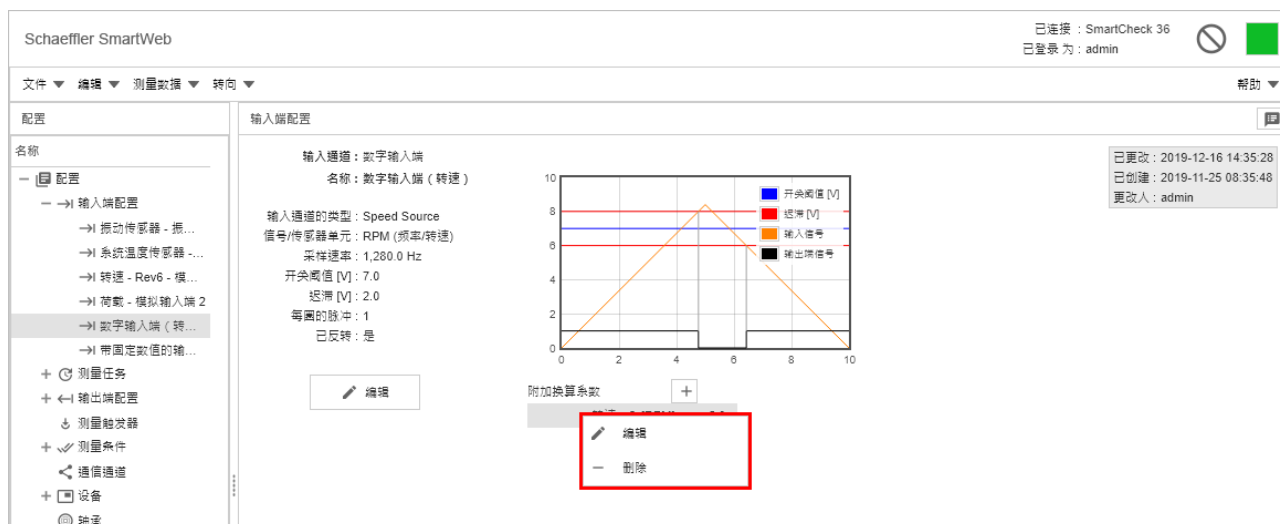 Schaeffler SmartWeb
已连接 : SmartCheck 36
已登录 为 : admin
文件 编辑 测量数据 转向 帮助
配置
名称
配置
输入端配置
振动传感器 - 振...
系统温度传感器 -...
转速 - Rev6 - 模...
荷载 - 模拟输入端 2
数字输入端 ( 转...
带固定数值的输...
测量任务
输出端配置
测量触发器
测量条件
通信通道
设备
轴承
输入端配置
输入通道 : 数字输入端
名称 : 数字输入端 ( 转速 )
输入通道的类型 : Speed Source
信号/传感器单元 : RPM (频率/转速)
采样速率 : 1,280.0 Hz
开关阈值 [V] : 7.0
迟滞 [V] : 2.0
每圈的脉冲 : 1
已反转 : 是
编辑
10
8
6
4
2
0
0 2 4 6 8 10
开关阈值 [V]
迟滞 [V]
输入信号
输出端信号
附加换算系数
编辑
删除
已更改 : 2019-12-16 14:35:28
已创建 : 2019-11-25 08:35:48
更改人 : admin